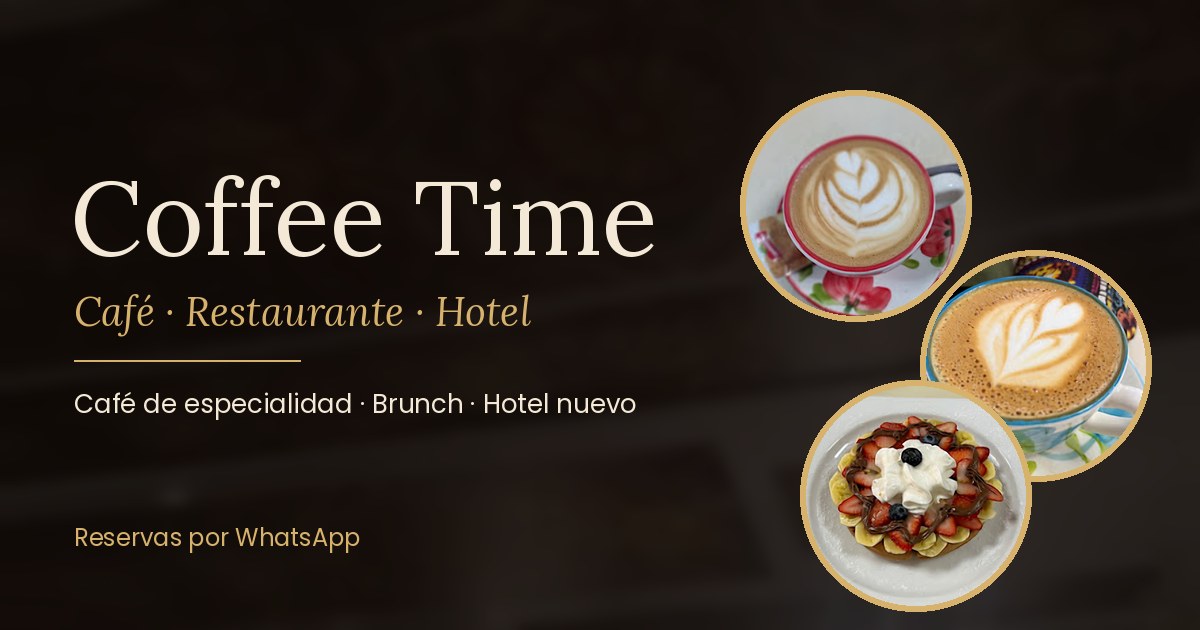 Coffee Time
Café · Restaurante · Hotel
Café de especialidad · Brunch · Hotel nuevo
Reservas por WhatsApp